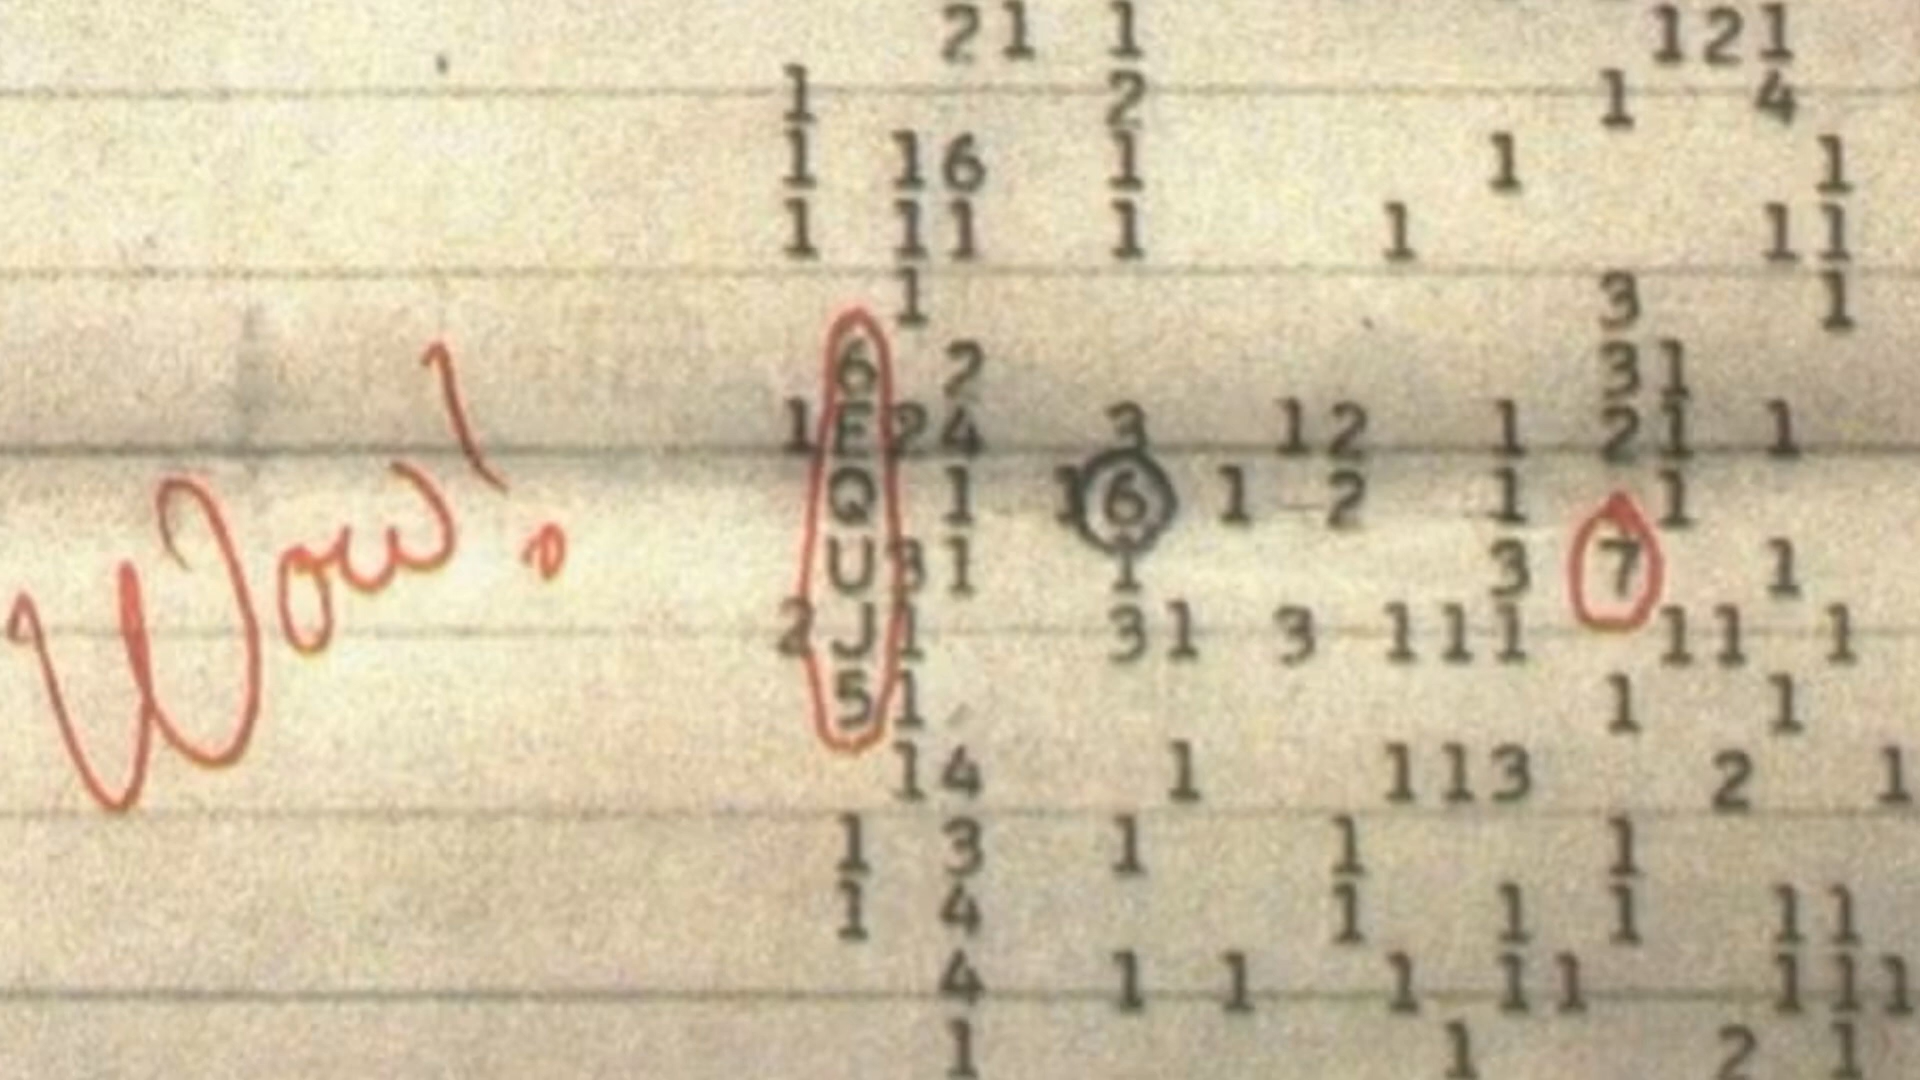 21 1 121
1 2 1 4
1 16 1 1 1
1 11 1 1 11
1 3 1
6 2 31
1E24 3 12 1 21 1
Q 1 16 1 2 1 1
U31 1 3 7 1
2J1 31 3 111 11 1
51 1 1
14 1 113 2 1
1 3 1 1 1
1 4 1 1 1 11
4 1 1 1 11 111
1 1 2 1
Wow!